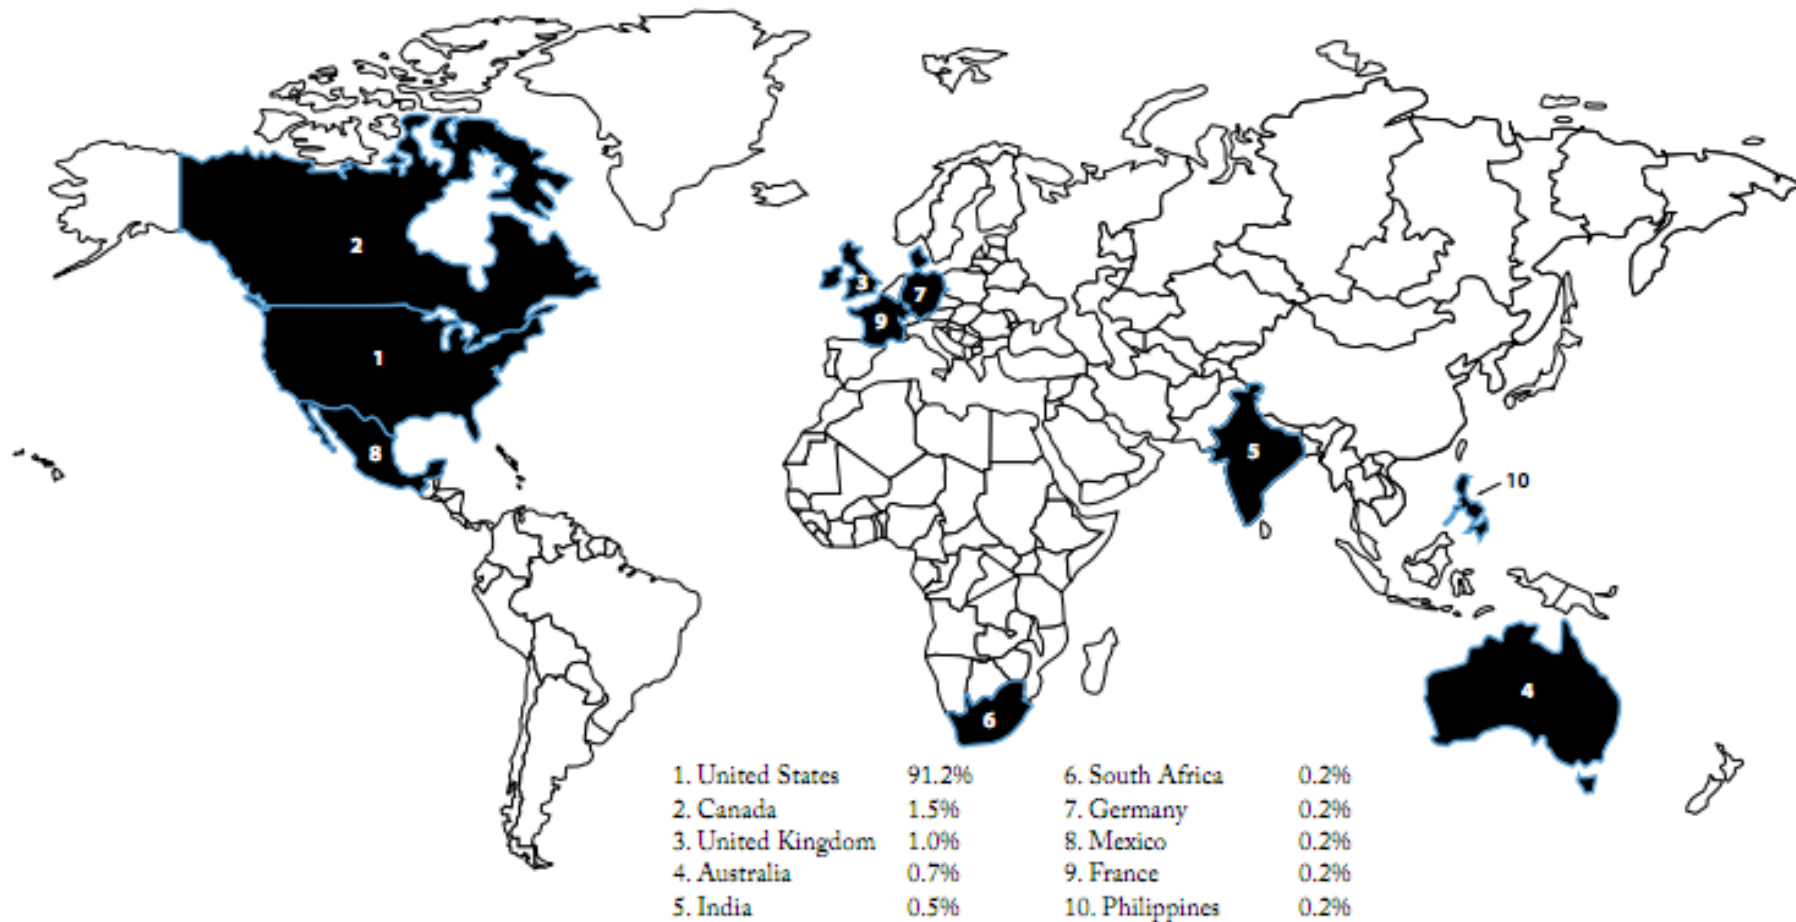 2
3
7
9
1
8
5
10
4
6
1. United States 91.2% 6. South Africa 0.2%
2. Canada 1.5% 7. Germany 0.2%
3. United Kingdom 1.0% 8. Mexico 0.2%
4. Australia 0.7% 9. France 0.2%
5. India 0.5% 10. Philippines 0.2%